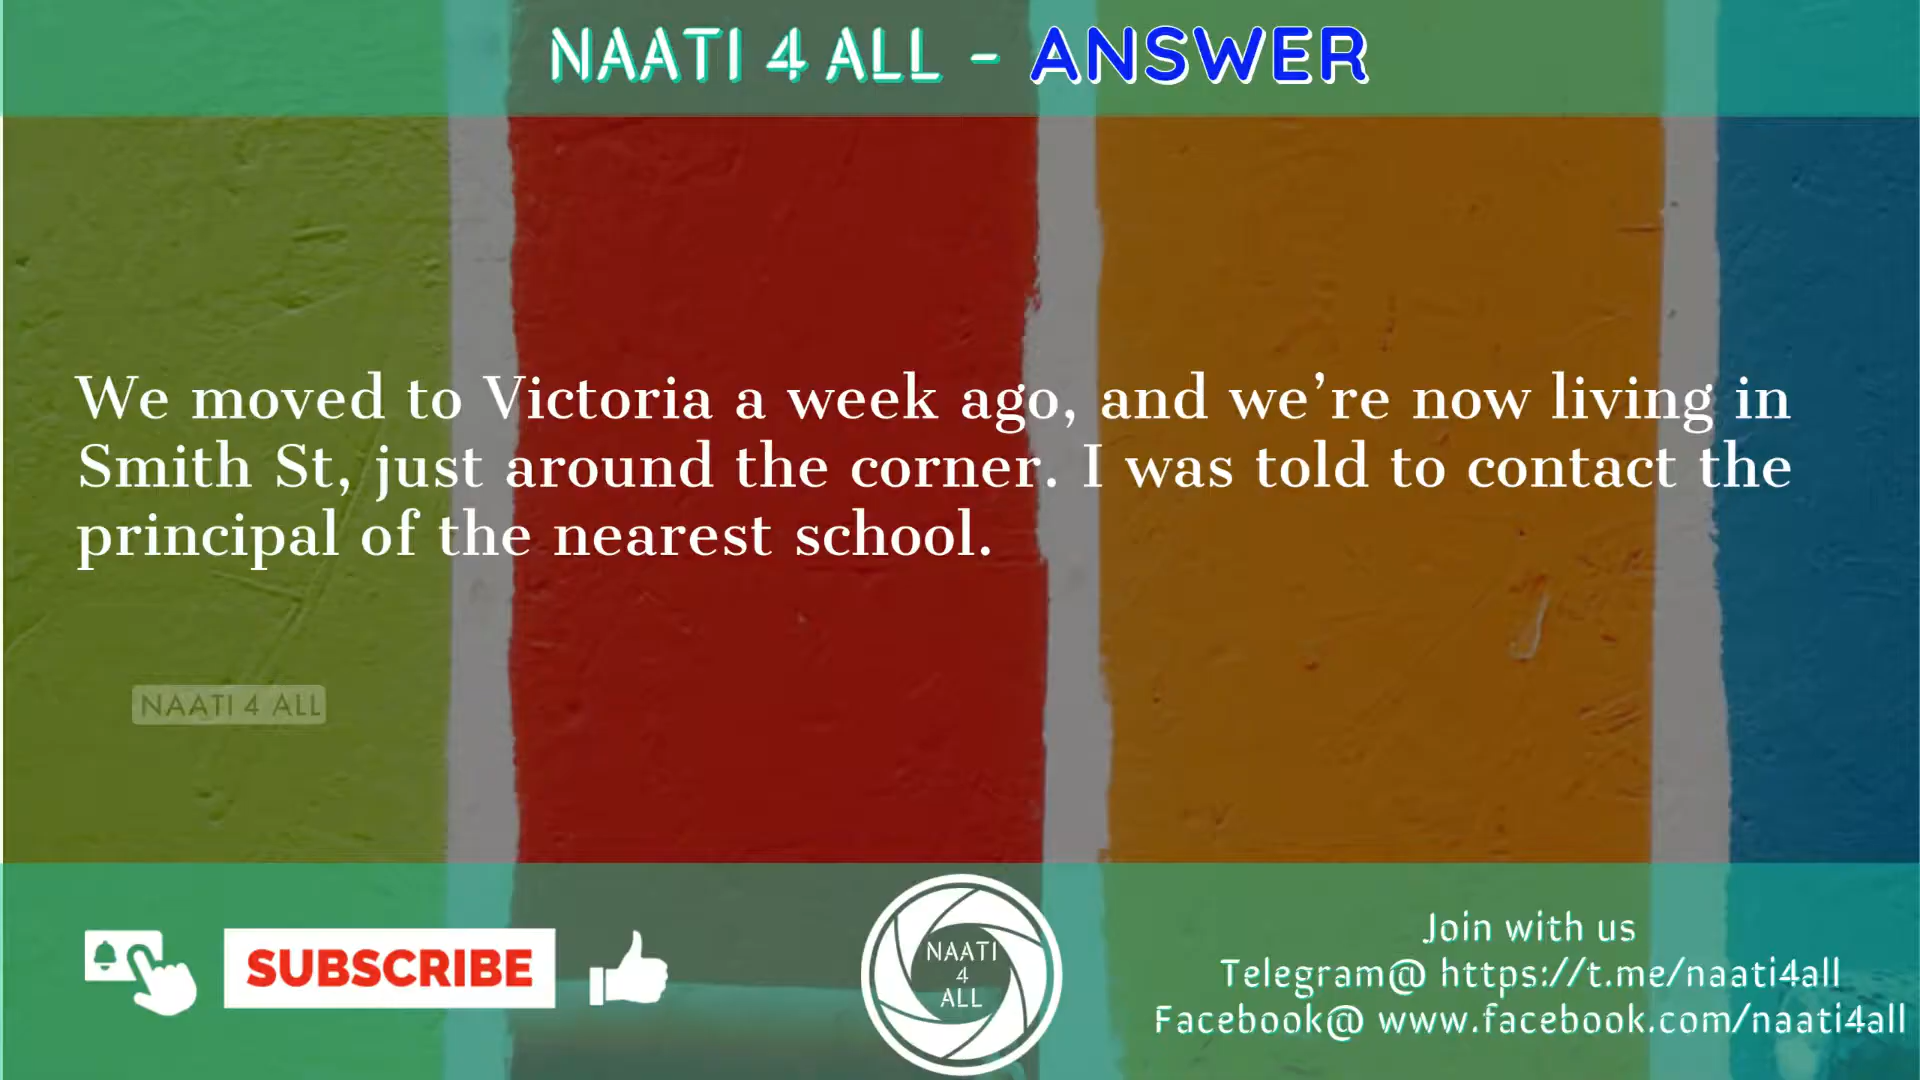 NAATI 4 ALL - ANSWER
We moved to Victoria a week ago, and we’re now living in
Smith St, just around the corner. I was told to contact the
principal of the nearest school.
NAATI 4 ALL
SUBSCRIBE
NAATI
4
ALL
Join with us
Telegram@ https://t.me/naati4all
Facebook@ www.facebook.com/naati4all